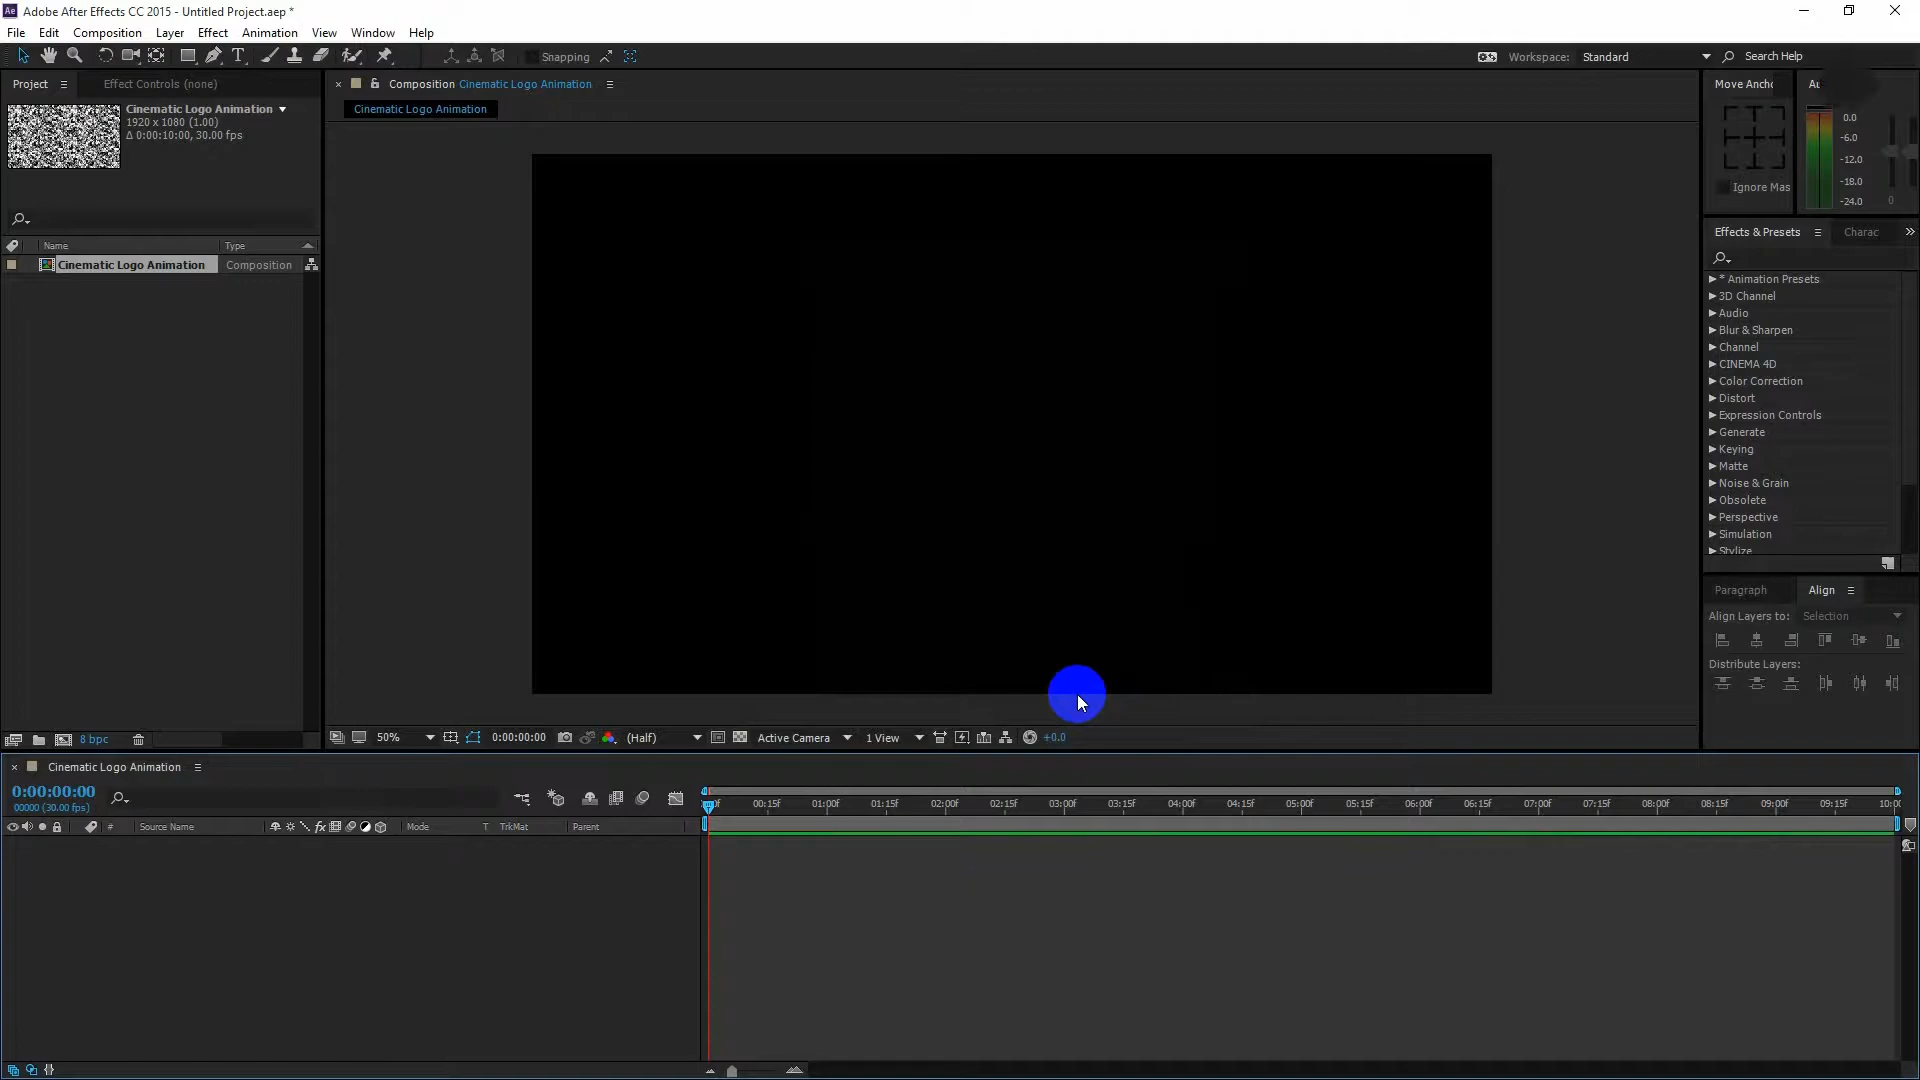 Adobe After Effects CC 2015 - Untitled Project.aep *
File Edit Composition Layer Effect Animation View Window Help
Snapping
Workspace: Standard
Search Help
Project
Effect Controls (none)
Composition Cinematic Logo Animation
Cinematic Logo Animation
Cinematic Logo Animation
1920 x 1080 (1.00)
Δ 0:00:10:00, 30.00 fps
Name Type
Cinematic Logo Animation Composition
8 bpc
50%
0:00:00:00
(Half)
Active Camera
1 View
+0.0
Move Ancho
Au
0.0
-6.0
-12.0
-18.0
-24.0
0
Ignore Mas
Effects & Presets
Charac
* Animation Presets
3D Channel
Audio
Blur & Sharpen
Channel
CINEMA 4D
Color Correction
Distort
Expression Controls
Generate
Keying
Matte
Noise & Grain
Obsolete
Perspective
Simulation
Stylize
Paragraph
Align
Align Layers to: Selection
Distribute Layers:
Cinematic Logo Animation
0:00:00:00
00000 (30.00 fps)
# Source Name Mode T TrkMat Parent
00:15f 01:00f 01:15f 02:00f 02:15f 03:00f 03:15f 04:00f 04:15f 05:00f 05:15f 06:00f 06:15f 07:00f 07:15f 08:00f 08:15f 09:00f 09:15f